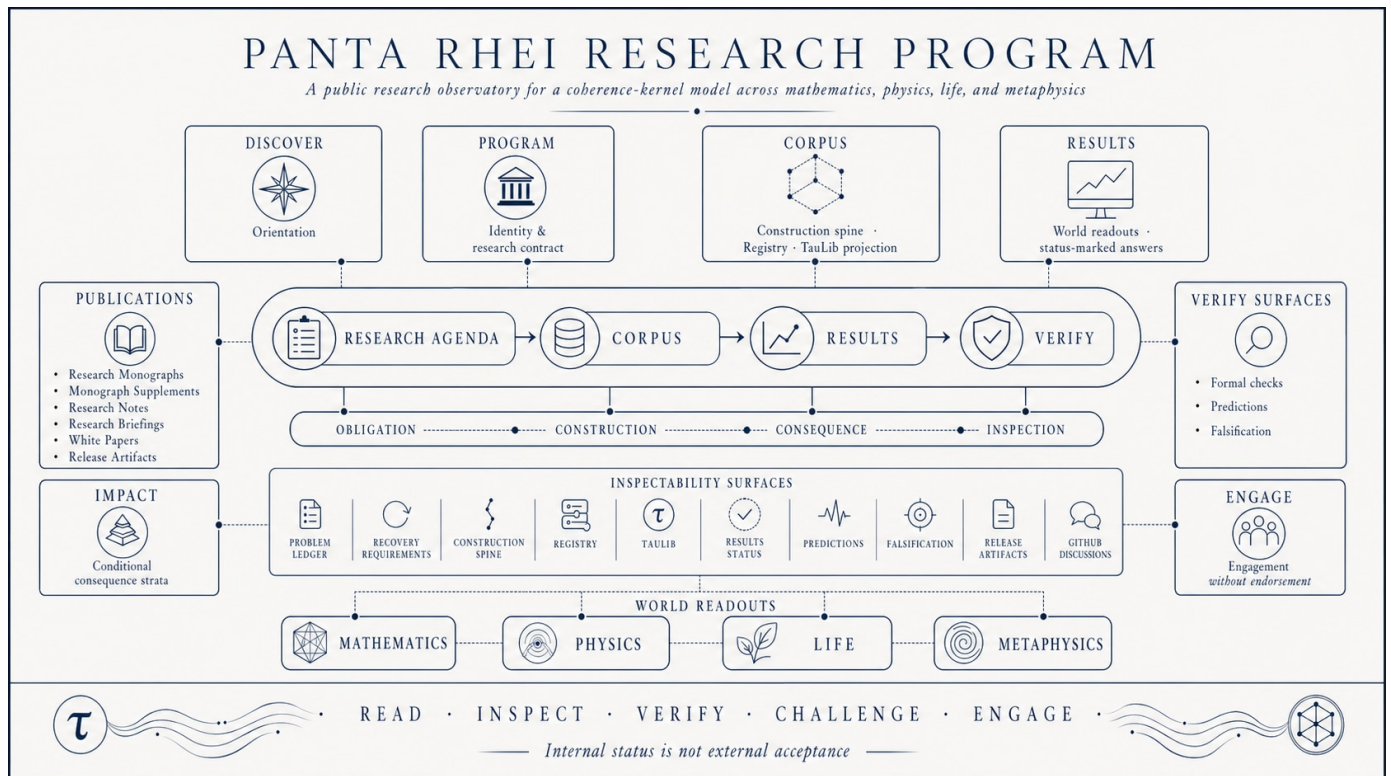 PANTA RHEI RESEARCH PROGRAM
A public research observatory for a coherence-kernel model across mathematics, physics, life, and metaphysics
DISCOVER
Orientation
PROGRAM
Identity &
research contract
CORPUS
Construction spine ·
Registry · TauLib projection
RESULTS
World readouts ·
status-marked answers
PUBLICATIONS
• Research Monographs
• Monograph Supplements
• Research Notes
• Research Briefings
• White Papers
• Release Artifacts
RESEARCH AGENDA
CORPUS
RESULTS
VERIFY
VERIFY SURFACES
• Formal checks
• Predictions
• Falsification
OBLIGATION
CONSTRUCTION
CONSEQUENCE
INSPECTION
IMPACT
Conditional
consequence strata
INSPECTABILITY SURFACES
PROBLEM
LEDGER
RECOVERY
REQUIREMENTS
CONSTRUCTION
SPINE
REGISTRY
τ
TAULIB
RESULTS
STATUS
PREDICTIONS
FALSIFICATION
RELEASE
ARTIFACTS
GITHUB
DISCUSSIONS
ENGAGE
Engagement
without endorsement
WORLD READOUTS
MATHEMATICS
PHYSICS
LIFE
METAPHYSICS
τ
· READ · INSPECT · VERIFY · CHALLENGE · ENGAGE ·
Internal status is not external acceptance